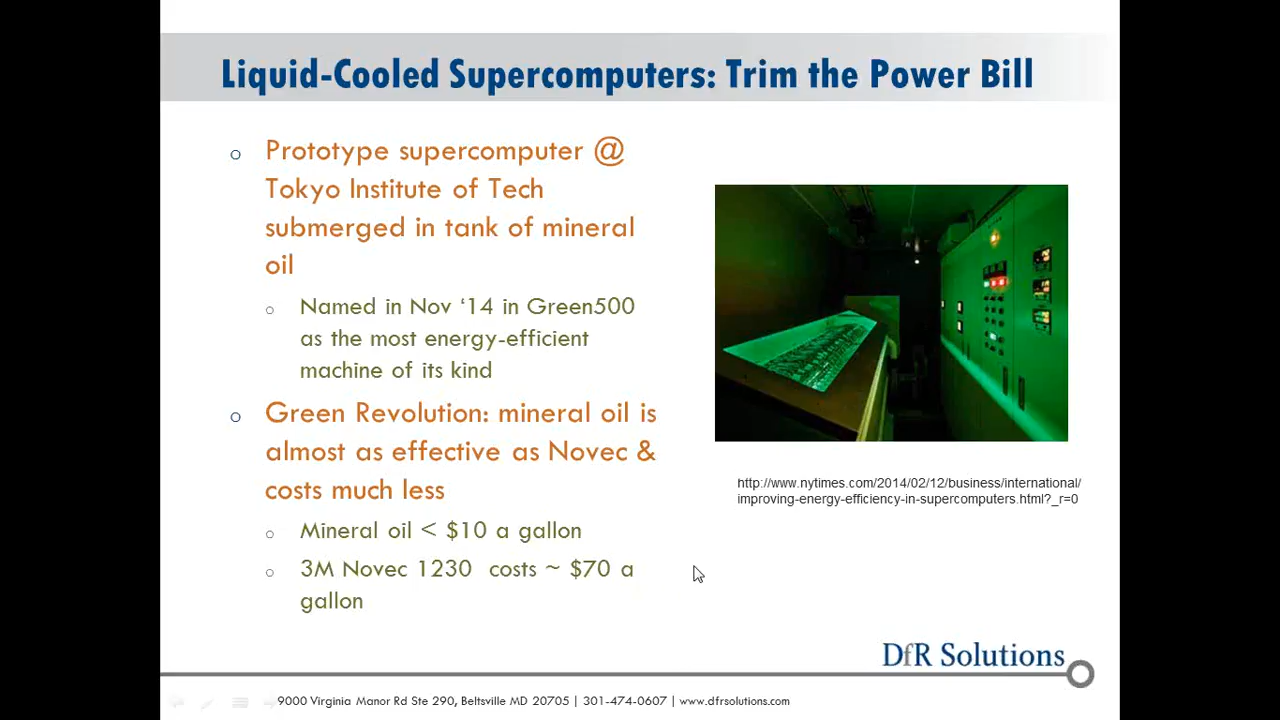 Liquid-Cooled Supercomputers: Trim the Power Bill
Prototype supercomputer @
Tokyo Institute of Tech
submerged in tank of mineral
oil
Named in Nov ‘14 in Green500
as the most energy-efficient
machine of its kind
Green Revolution: mineral oil is
almost as effective as Novec &
costs much less
Mineral oil < $10 a gallon
3M Novec 1230 costs ~ $70 a
gallon
http://www.nytimes.com/2014/02/12/business/international/
improving-energy-efficiency-in-supercomputers.html?_r=0
DfR Solutions
9000 Virginia Manor Rd Ste 290, Beltsville MD 20705 | 301-474-0607 | www.dfrsolutions.com